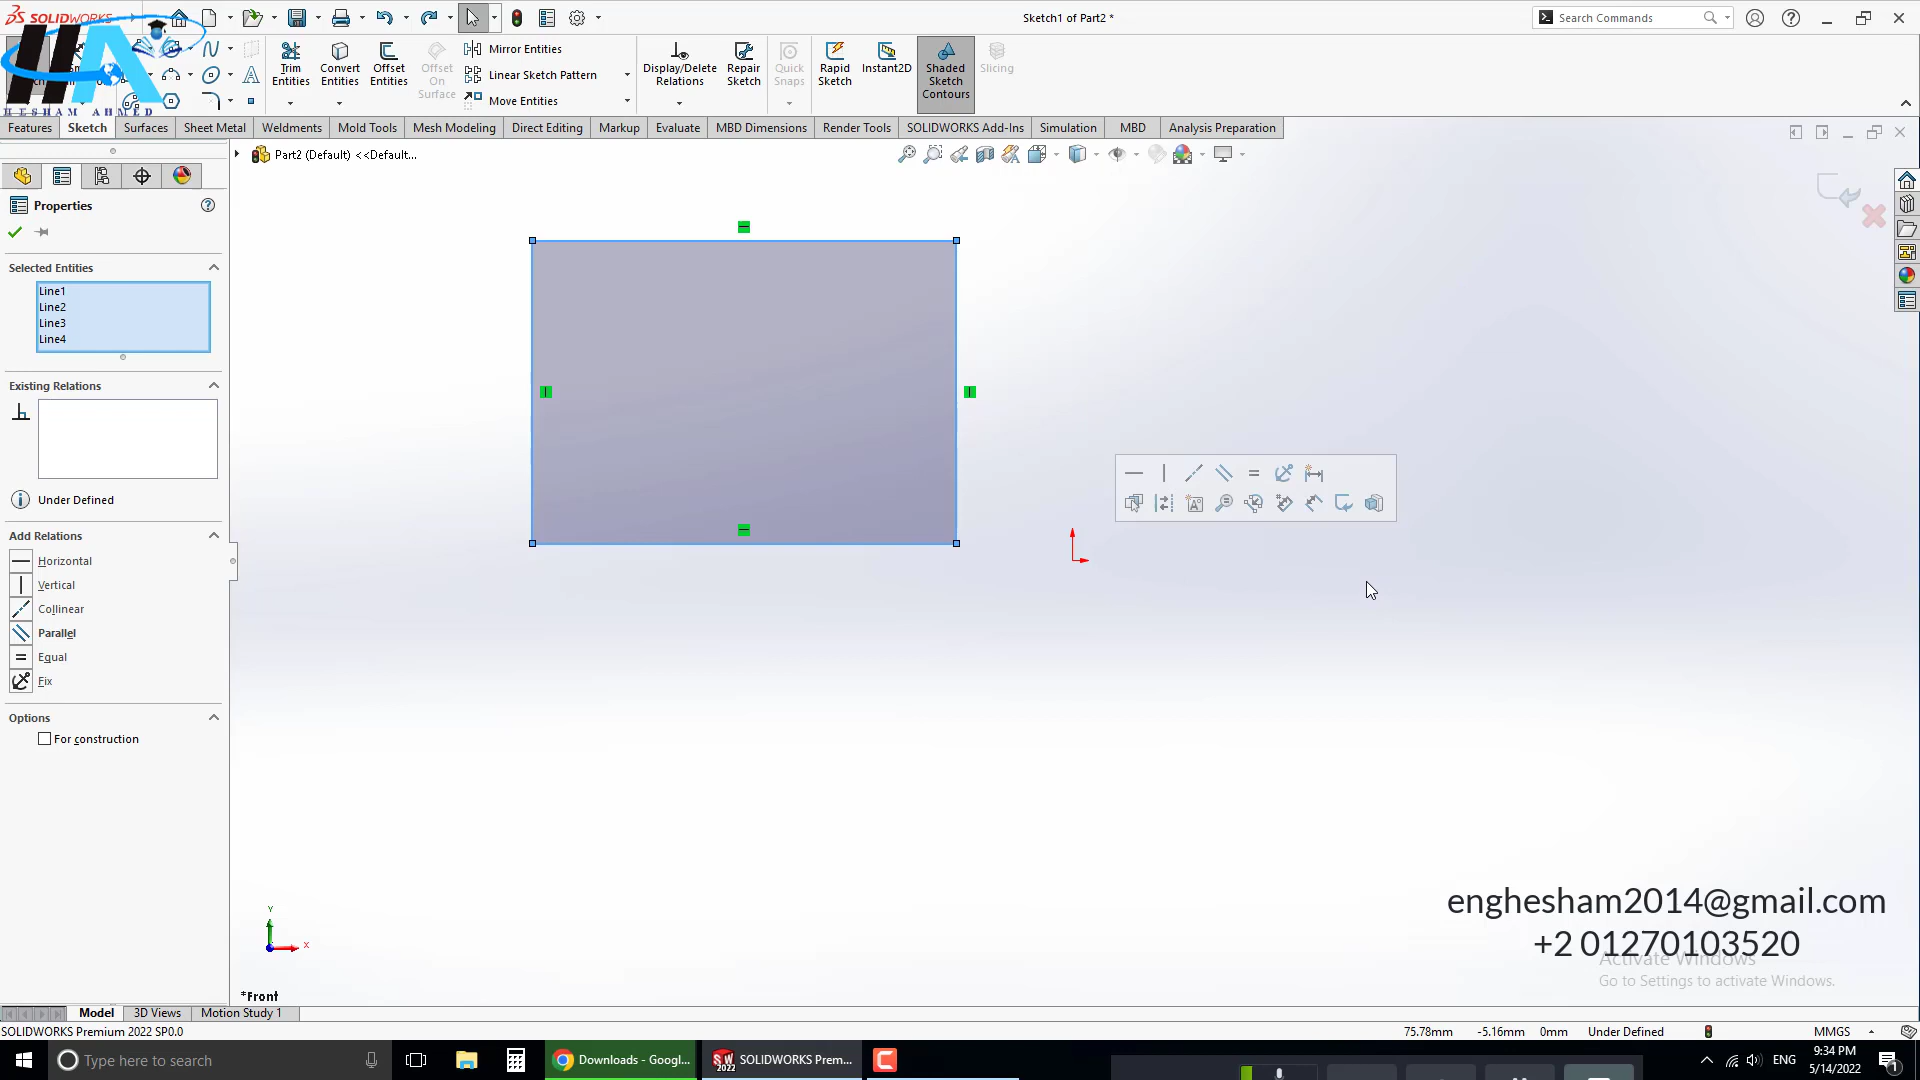 SOLIDWORKS
Sketch1 of Part2 *
Search Commands
HESHAM AHMED
Trim Entities
Convert Entities
Offset Entities
Offset On Surface
Mirror Entities
Linear Sketch Pattern
Move Entities
Display/Delete Relations
Repair Sketch
Quick Snaps
Rapid Sketch
Instant2D
Shaded Sketch Contours
Slicing
Features
Sketch
Surfaces
Sheet Metal
Weldments
Mold Tools
Mesh Modeling
Direct Editing
Markup
Evaluate
MBD Dimensions
Render Tools
SOLIDWORKS Add-Ins
Simulation
MBD
Analysis Preparation
Part2 (Default) <<Default...
Properties
Selected Entities
Line1
Line2
Line3
Line4
Existing Relations
Under Defined
Add Relations
Horizontal
Vertical
Collinear
Parallel
Equal
Fix
Options
For construction
Y
X
*Front
enghesham2014@gmail.com
+2 01270103520
Activate Windows
Go to Settings to activate Windows.
Model
3D Views
Motion Study 1
SOLIDWORKS Premium 2022 SP0.0
75.78mm
-5.16mm
0mm
Under Defined
MMGS
Type here to search
Downloads - Googl...
SOLIDWORKS Prem...
ENG
9:34 PM
5/14/2022